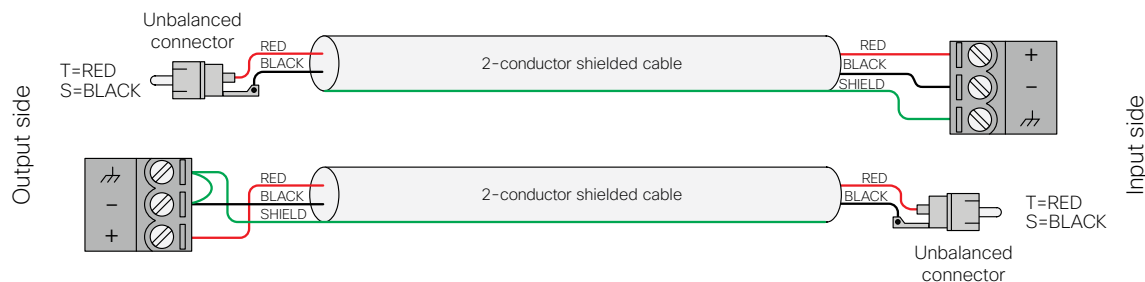 Unbalanced
connector
T=RED
S=BLACK
RED
BLACK
2-conductor shielded cable
RED
BLACK
SHIELD
+
-
Output side
Input side
-
+
RED
BLACK
SHIELD
2-conductor shielded cable
RED
BLACK
T=RED
S=BLACK
Unbalanced
connector